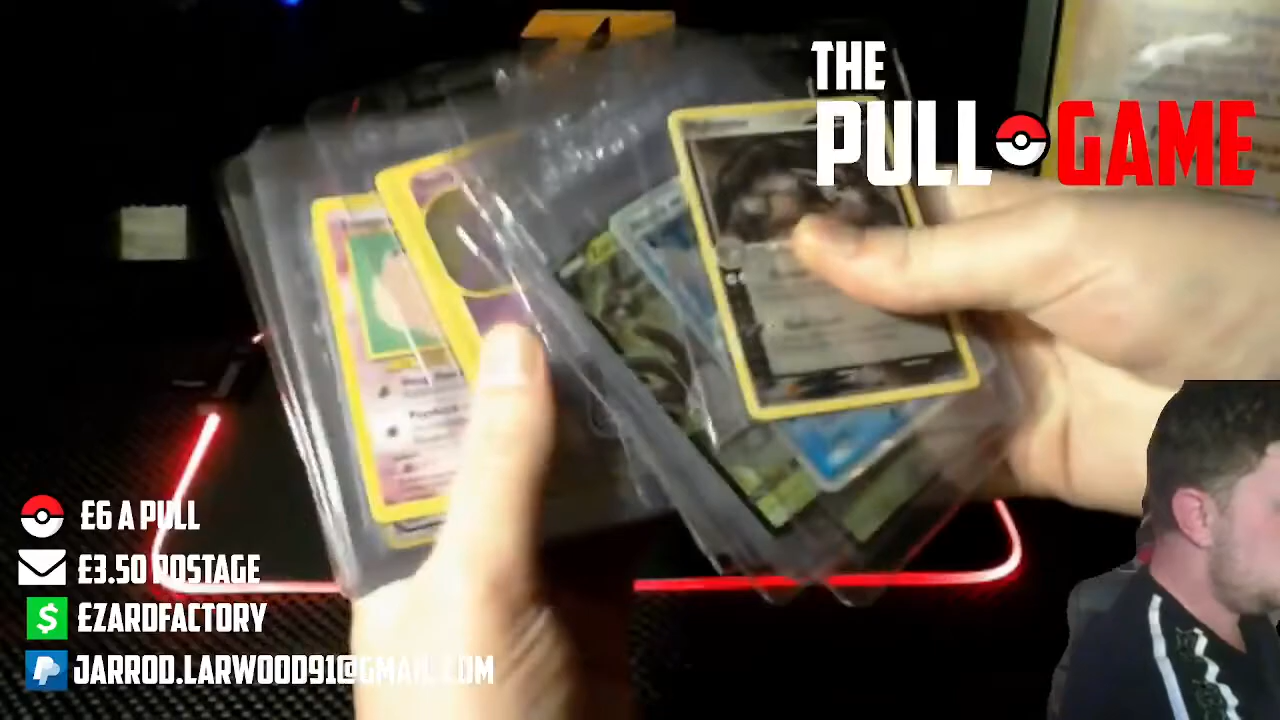 THE
PULL GAME
£6 A PULL
£3.50 POSTAGE
£ZARDFACTORY
JARROD.LARWOOD91@GMAIL.COM